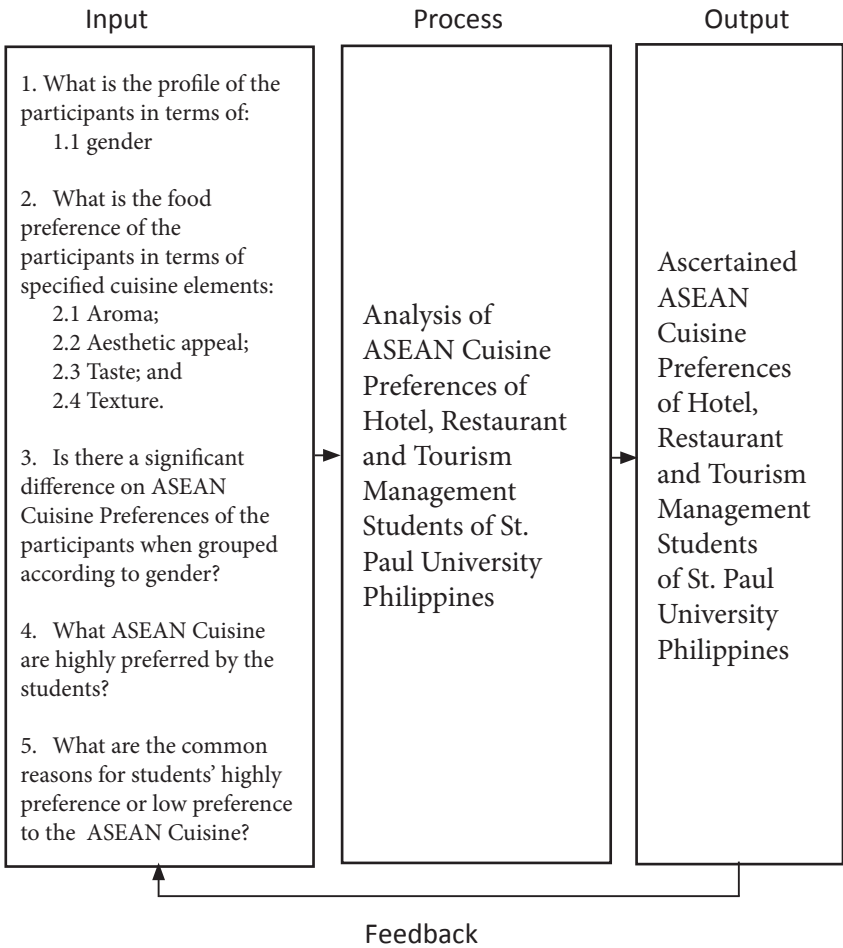 Input
Process
Output
1. What is the profile of the
participants in terms of:
1.1 gender
2. What is the food
preference of the
participants in terms of
specified cuisine elements:
2.1 Aroma;
2.2 Aesthetic appeal;
2.3 Taste; and
2.4 Texture.
3. Is there a significant
difference on ASEAN
Cuisine Preferences of the
participants when grouped
according to gender?
4. What ASEAN Cuisine
are highly preferred by the
students?
5. What are the common
reasons for students’ highly
preference or low preference
to the ASEAN Cuisine?
Analysis of
ASEAN Cuisine
Preferences of
Hotel, Restaurant
and Tourism
Management
Students of St.
Paul University
Philippines
Ascertained
ASEAN
Cuisine
Preferences
of Hotel,
Restaurant
and Tourism
Management
Students
of St. Paul
University
Philippines
Feedback